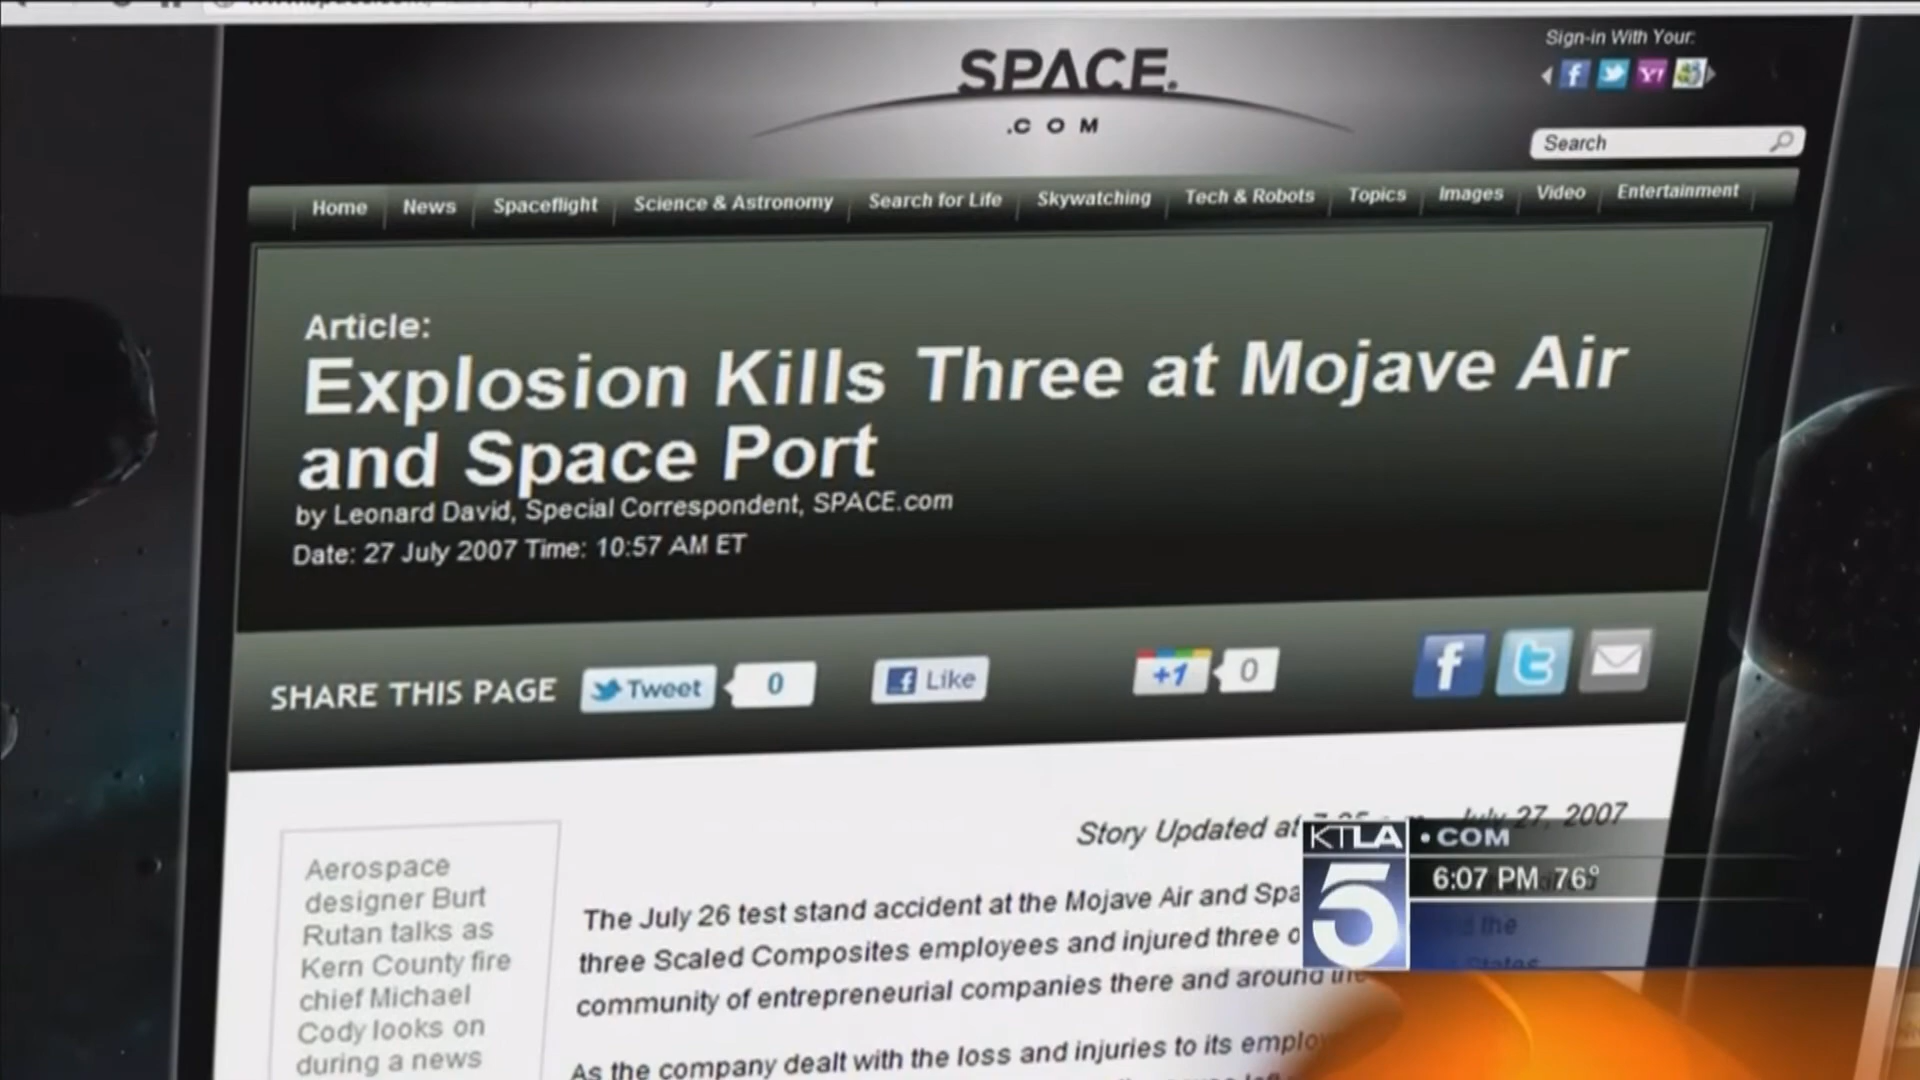 SPACE.
.COM
Sign-in With Your:
Search
Home News Spaceflight Science & Astronomy Search for Life Skywatching Tech & Robots Topics Images Video Entertainment
Article:
Explosion Kills Three at Mojave Air
and Space Port
by Leonard David, Special Correspondent, SPACE.com
Date: 27 July 2007 Time: 10:57 AM ET
SHARE THIS PAGE Tweet 0 Like +1 0
Story Updated at July 27, 2007
Aerospace
designer Burt
Rutan talks as
Kern County fire
chief Michael
Cody looks on
during a news
The July 26 test stand accident at the Mojave Air and Spa
three Scaled Composites employees and injured three o the
community of entrepreneurial companies there and around the States
As the company dealt with the loss and injuries to its emplo
KTLA .COM
5
6:07 PM 76°